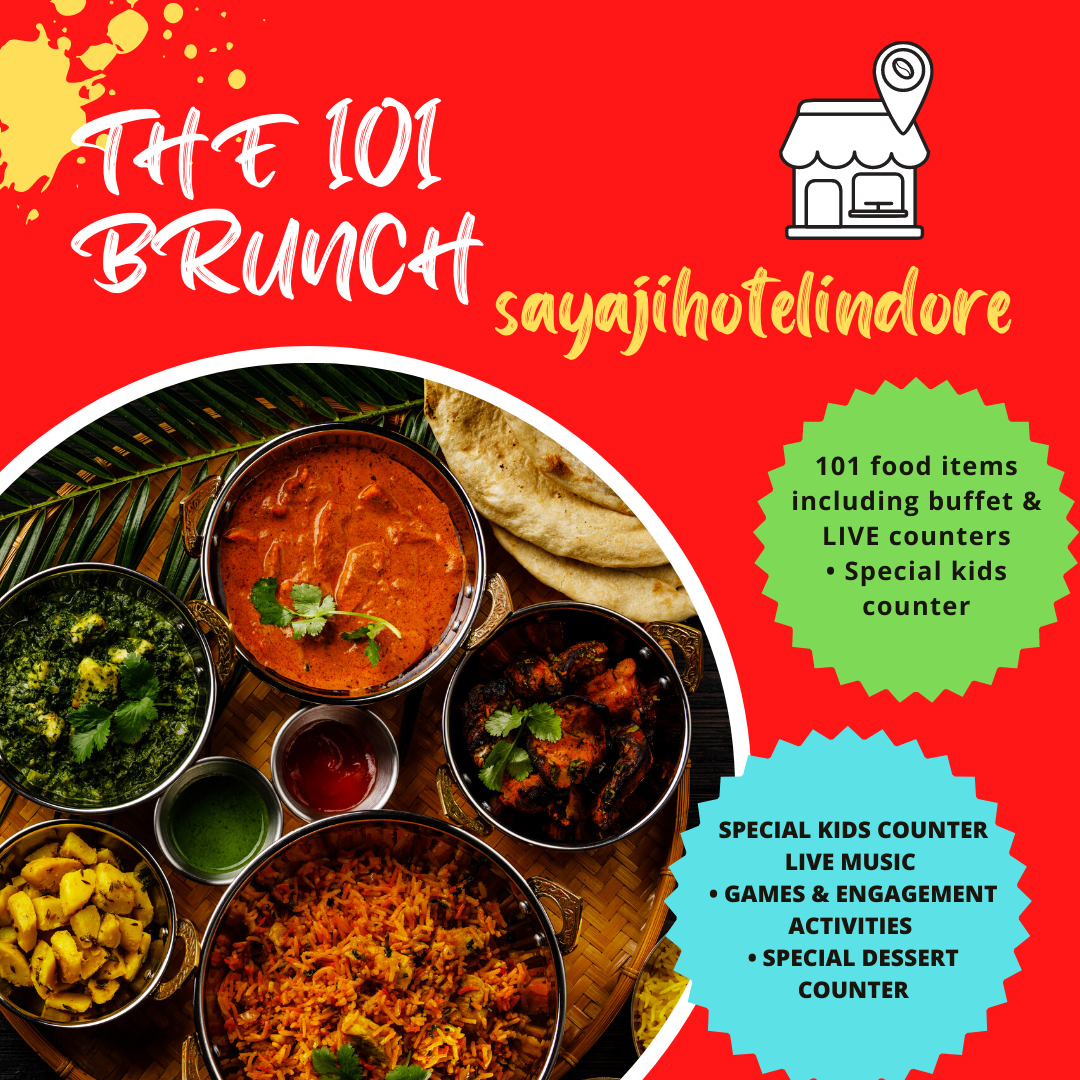 THE 101
BRUNCH
sayajihotelindore
101 food items
including buffet &
LIVE counters
• Special kids
counter
SPECIAL KIDS COUNTER
LIVE MUSIC
• GAMES & ENGAGEMENT
ACTIVITIES
• SPECIAL DESSERT
COUNTER